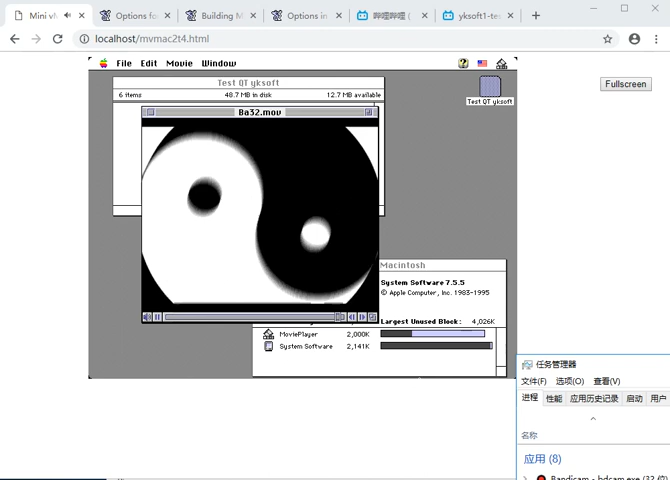 Mini vM
Options fo
Building M
Options in
哔哩哔哩 (
yksoft1-tes
localhost/mvmac2t4.html
File Edit Movie Window
Fullscreen
Test QT yksoft
6 items 48.7 MB in disk 12.7 MB available
Test QT yksoft
Ba32.mov
Macintosh
System Software 7.5.5
© Apple Computer, Inc. 1983-1995
Largest Unused Block: 4,026K
MoviePlayer 2,000K
System Software 2,141K
任务管理器
文件(F) 选项(O) 查看(V)
进程 性能 应用历史记录 启动 用户
名称
应用 (8)
Bandicam - bdcam.exe (32 位)